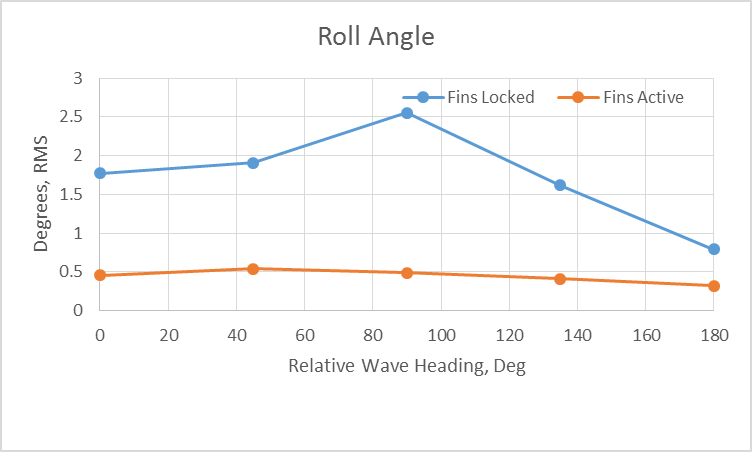 Roll Angle
Fins Locked
Fins Active
3
2.5
2
1.5
1
0.5
0
Degrees, RMS
0 20 40 60 80 100 120 140 160 180
Relative Wave Heading, Deg